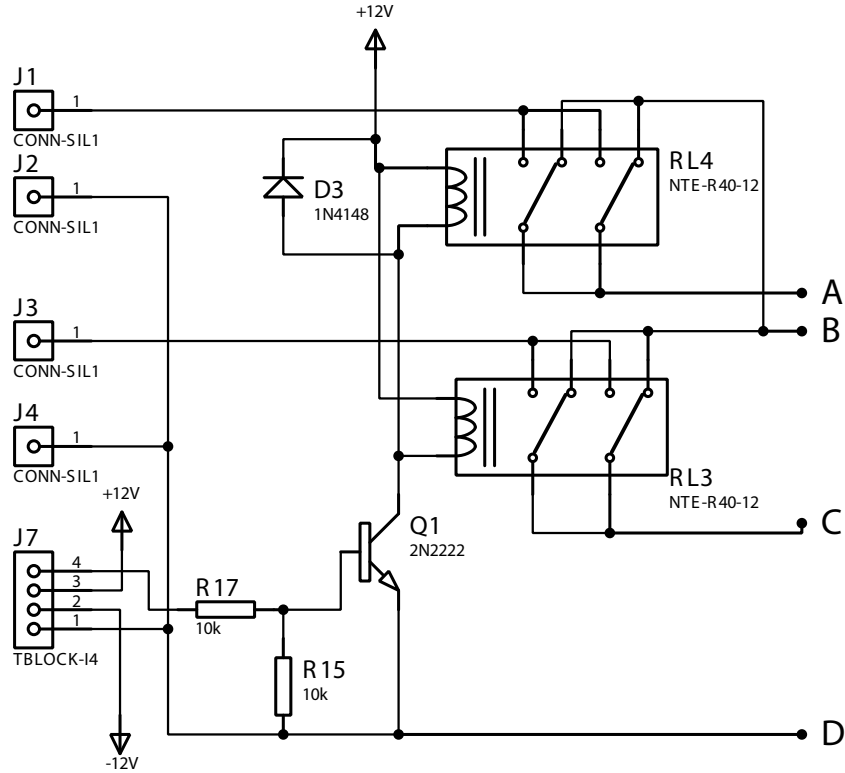 +12V
J1
1
CONN-SIL1
J2
1
CONN-SIL1
D3
1N4148
RL4
NTE-R40-12
A
B
J3
1
CONN-SIL1
J4
1
CONN-SIL1
RL3
NTE-R40-12
C
+12V
J7
4
3
2
1
TBLOCK-I4
R17
10k
Q1
2N2222
R15
10k
D
-12V